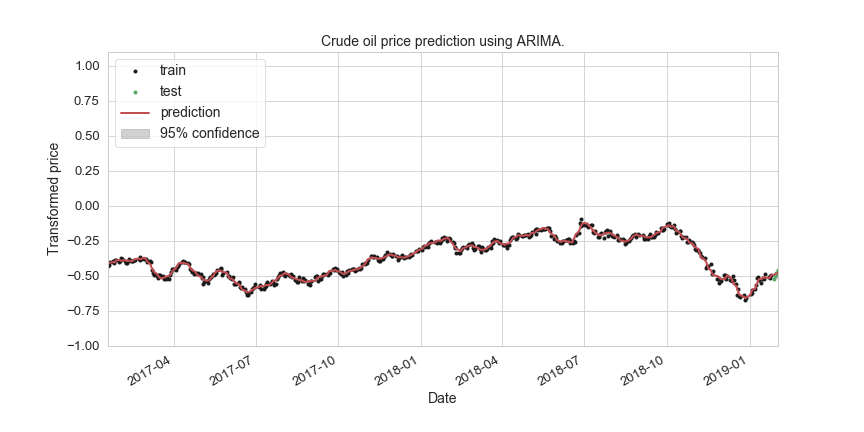 Crude oil price prediction using ARIMA.
1.00
0.75
0.50
0.25
0.00
−0.25
−0.50
−0.75
−1.00
Transformed price
train
test
prediction
95% confidence
2017-04
2017-07
2017-10
2018-01
2018-04
2018-07
2018-10
2019-01
Date